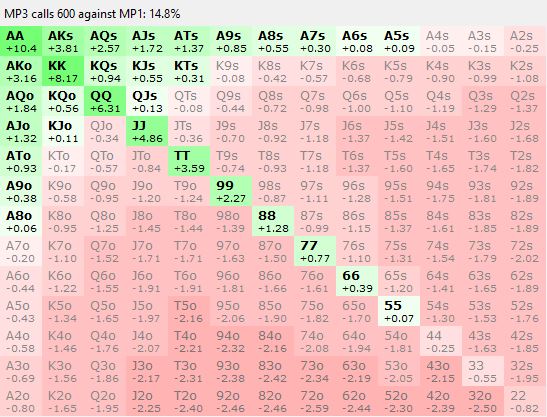 MP3 calls 600 against MP1: 14.8%
AA AKs AQs AJs ATs A9s A8s A7s A6s A5s A4s A3s A2s
+10.4 +3.81 +2.57 +1.72 +1.37 +0.85 +0.55 +0.30 +0.08 +0.09 -0.05 -0.15 -0.25
AKo KK KQs KJs KTs K9s K8s K7s K6s K5s K4s K3s K2s
+3.16 +8.17 +0.94 +0.55 +0.31 -0.08 -0.42 -0.57 -0.68 -0.79 -0.90 -0.99 -1.08
AQo KQo QQ QJs QTs Q9s Q8s Q7s Q6s Q5s Q4s Q3s Q2s
+1.84 +0.56 +6.31 +0.13 -0.08 -0.44 -0.72 -0.98 -1.00 -1.10 -1.19 -1.29 -1.37
AJo KJo QJo JJ JTs J9s J8s J7s J6s J5s J4s J3s J2s
+1.32 +0.11 -0.34 +4.86 -0.36 -0.70 -0.92 -1.18 -1.37 -1.42 -1.51 -1.60 -1.68
ATo KTo QTo JTo TT T9s T8s T7s T6s T5s T4s T3s T2s
+0.93 -0.17 -0.57 -0.84 +3.59 -0.74 -0.93 -1.18 -1.37 -1.60 -1.65 -1.74 -1.82
A9o K9o Q9o J9o T9o 99 98s 97s 96s 95s 94s 93s 92s
+0.38 -0.58 -0.95 -1.20 -1.24 +2.27 -0.87 -1.11 -1.28 -1.51 -1.75 -1.81 -1.89
A8o K8o Q8o J8o T8o 98o 88 87s 86s 85s 84s 83s 82s
+0.06 -0.95 -1.25 -1.45 -1.44 -1.39 +1.28 -0.99 -1.15 -1.37 -1.61 -1.85 -1.89
A7o K7o Q7o J7o T7o 97o 87o 77 76s 75s 74s 73s 72s
-0.20 -1.10 -1.52 -1.71 -1.71 -1.63 -1.50 +0.77 -1.10 -1.31 -1.54 -1.79 -2.02
A6o K6o Q6o J6o T6o 96o 86o 76o 66 65s 64s 63s 62s
-0.44 -1.22 -1.55 -1.91 -1.91 -1.81 -1.66 -1.61 +0.39 -1.20 -1.41 -1.65 -1.89
A5o K5o Q5o J5o T5o 95o 85o 75o 65o 55 54s 53s 52s
-0.43 -1.34 -1.65 -1.97 -2.16 -2.06 -1.90 -1.82 -1.70 +0.07 -1.30 -1.53 -1.76
A4o K4o Q4o J4o T4o 94o 84o 74o 64o 54o 44 43s 42s
-0.58 -1.46 -1.76 -2.07 -2.21 -2.32 -2.16 -2.08 -1.94 -1.81 -0.25 -1.63 -1.85
A3o K3o Q3o J3o T3o 93o 83o 73o 63o 53o 43o 33 32s
-0.69 -1.56 -1.86 -2.17 -2.31 -2.38 -2.42 -2.34 -2.19 -2.05 -2.15 -0.55 -1.95
A2o K2o Q2o J2o T2o 92o 82o 72o 62o 52o 42o 32o 22
-0.80 -1.65 -1.95 -2.25 -2.40 -2.46 -2.46 -2.59 -2.44 -2.30 -2.39 -2.50 -0.82